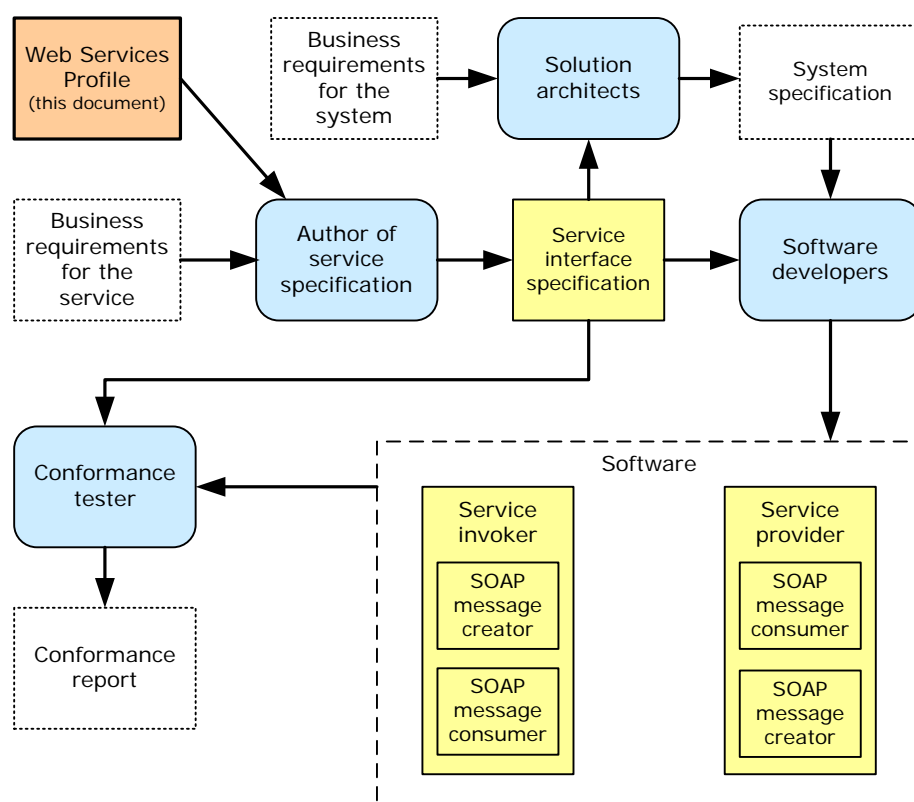 Web Services
Profile
(this document)
Business
requirements
for the
system
Solution
architects
System
specification
Business
requirements
for the
service
Author of
service
specification
Service
interface
specification
Software
developers
Conformance
tester
Conformance
report
Software
Service
invoker
SOAP
message
creator
SOAP
message
consumer
Service
provider
SOAP
message
consumer
SOAP
message
creator